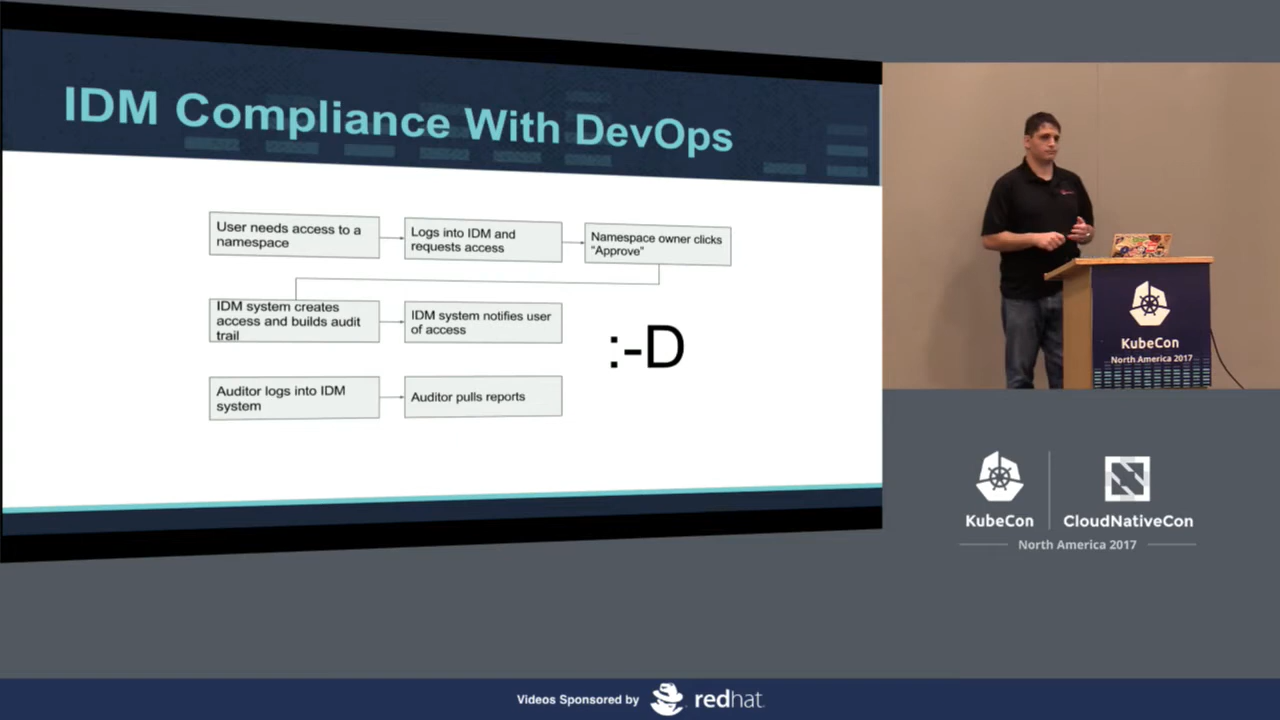 IDM Compliance With DevOps
User needs access to a
namespace
Logs into IDM and
requests access
Namespace owner clicks
“Approve”
IDM system creates
access and builds audit
trail
IDM system notifies user
of access
:-D
Auditor logs into IDM
system
Auditor pulls reports
KubeCon
North America 2017
KubeCon
CloudNativeCon
North America 2017
Videos Sponsored by
redhat